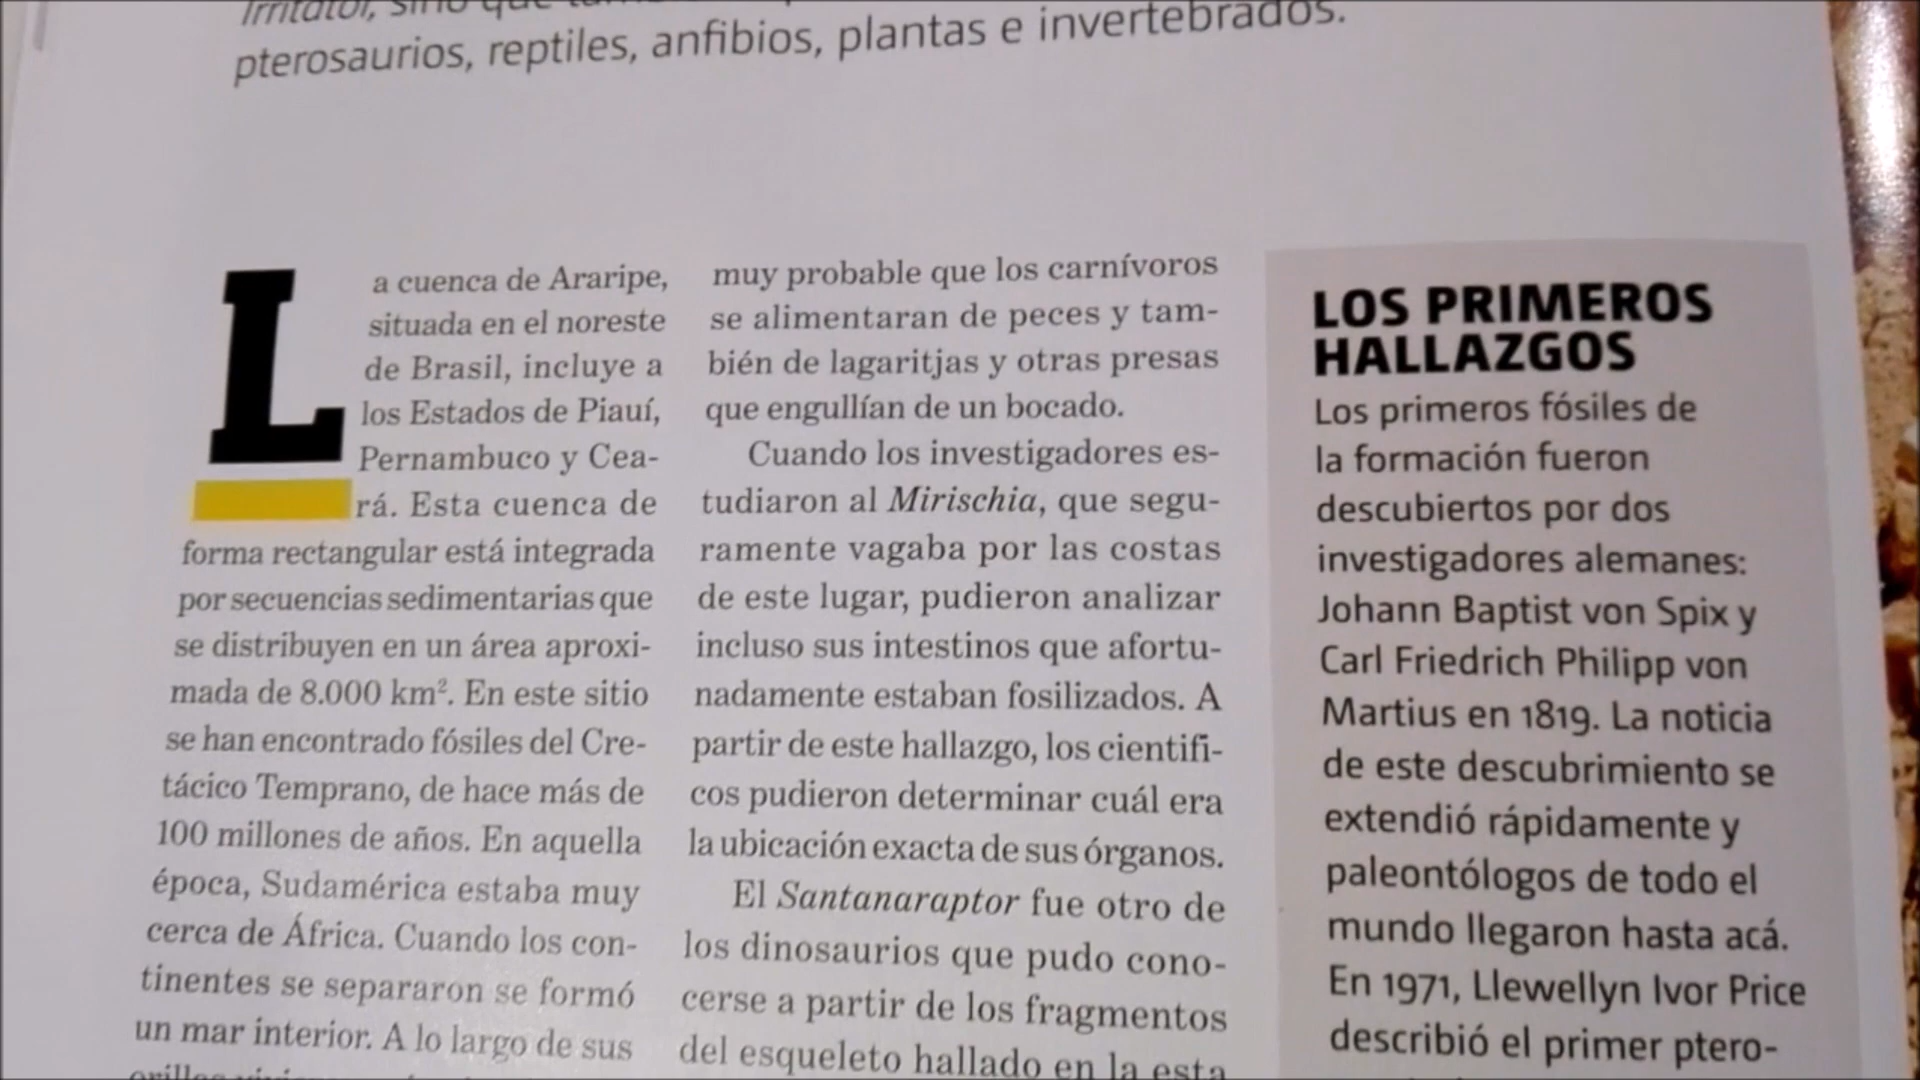 Irritator, sino que
pterosaurios, reptiles, anfibios, plantas e invertebrados.
La cuenca de Araripe,
situada en el noreste
de Brasil, incluye a
los Estados de Piauí,
Pernambuco y Cea-
rá. Esta cuenca de
forma rectangular está integrada
por secuencias sedimentarias que
se distribuyen en un área aproxi-
mada de 8.000 km². En este sitio
se han encontrado fósiles del Cre-
tácico Temprano, de hace más de
100 millones de años. En aquella
época, Sudamérica estaba muy
cerca de África. Cuando los con-
tinentes se separaron se formó
un mar interior. A lo largo de sus
muy probable que los carnívoros
se alimentaran de peces y tam-
bién de lagaritjas y otras presas
que engullían de un bocado.
Cuando los investigadores es-
tudiaron al Mirischia, que segu-
ramente vagaba por las costas
de este lugar, pudieron analizar
incluso sus intestinos que afortu-
nadamente estaban fosilizados. A
partir de este hallazgo, los cientifi-
cos pudieron determinar cuál era
la ubicación exacta de sus órganos.
El Santanaraptor fue otro de
los dinosaurios que pudo cono-
cerse a partir de los fragmentos
del esqueleto hallado en la esta
LOS PRIMEROS
HALLAZGOS
Los primeros fósiles de
la formación fueron
descubiertos por dos
investigadores alemanes:
Johann Baptist von Spix y
Carl Friedrich Philipp von
Martius en 1819. La noticia
de este descubrimiento se
extendió rápidamente y
paleontólogos de todo el
mundo llegaron hasta acá.
En 1971, Llewellyn Ivor Price
describió el primer ptero-